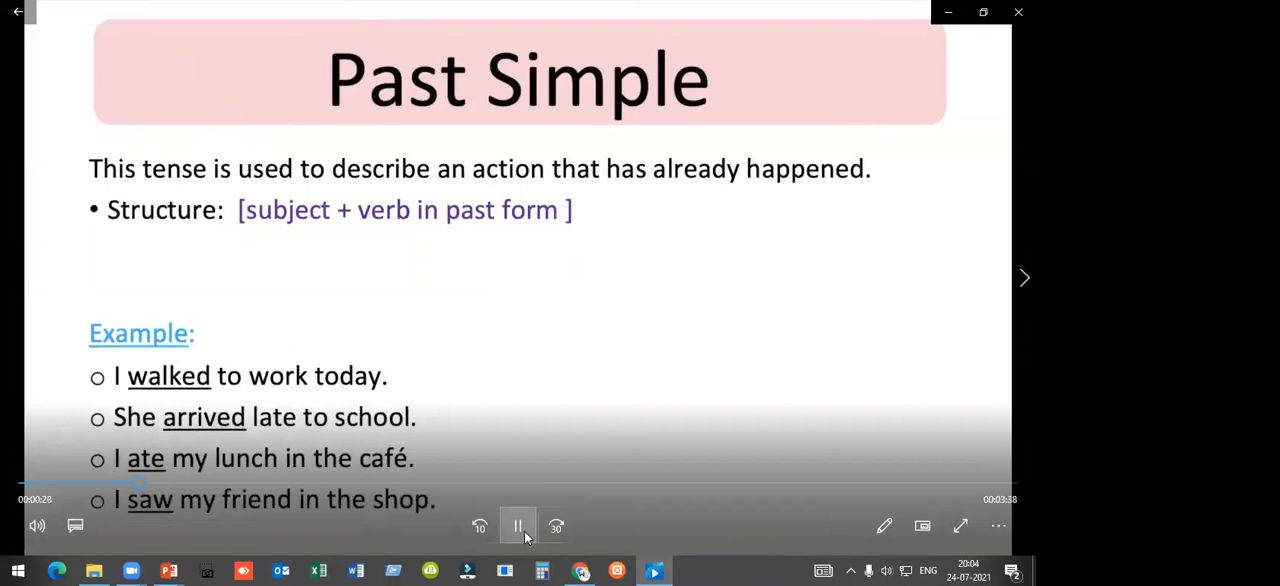 Past Simple
This tense is used to describe an action that has already happened.
• Structure: [subject + verb in past form ]
Example:
o I walked to work today.
o She arrived late to school.
o I ate my lunch in the café.
o I saw my friend in the shop.
00:00:28
00:03:38
10
30
ENG
20:04
24-07-2021
2